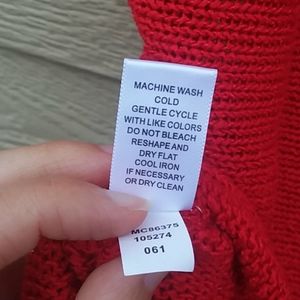 MACHINE WASH
COLD
GENTLE CYCLE
WITH LIKE COLORS
DO NOT BLEACH
RESHAPE AND
DRY FLAT
COOL IRON
IF NECESSARY
OR DRY CLEAN
MC86375
105274
061